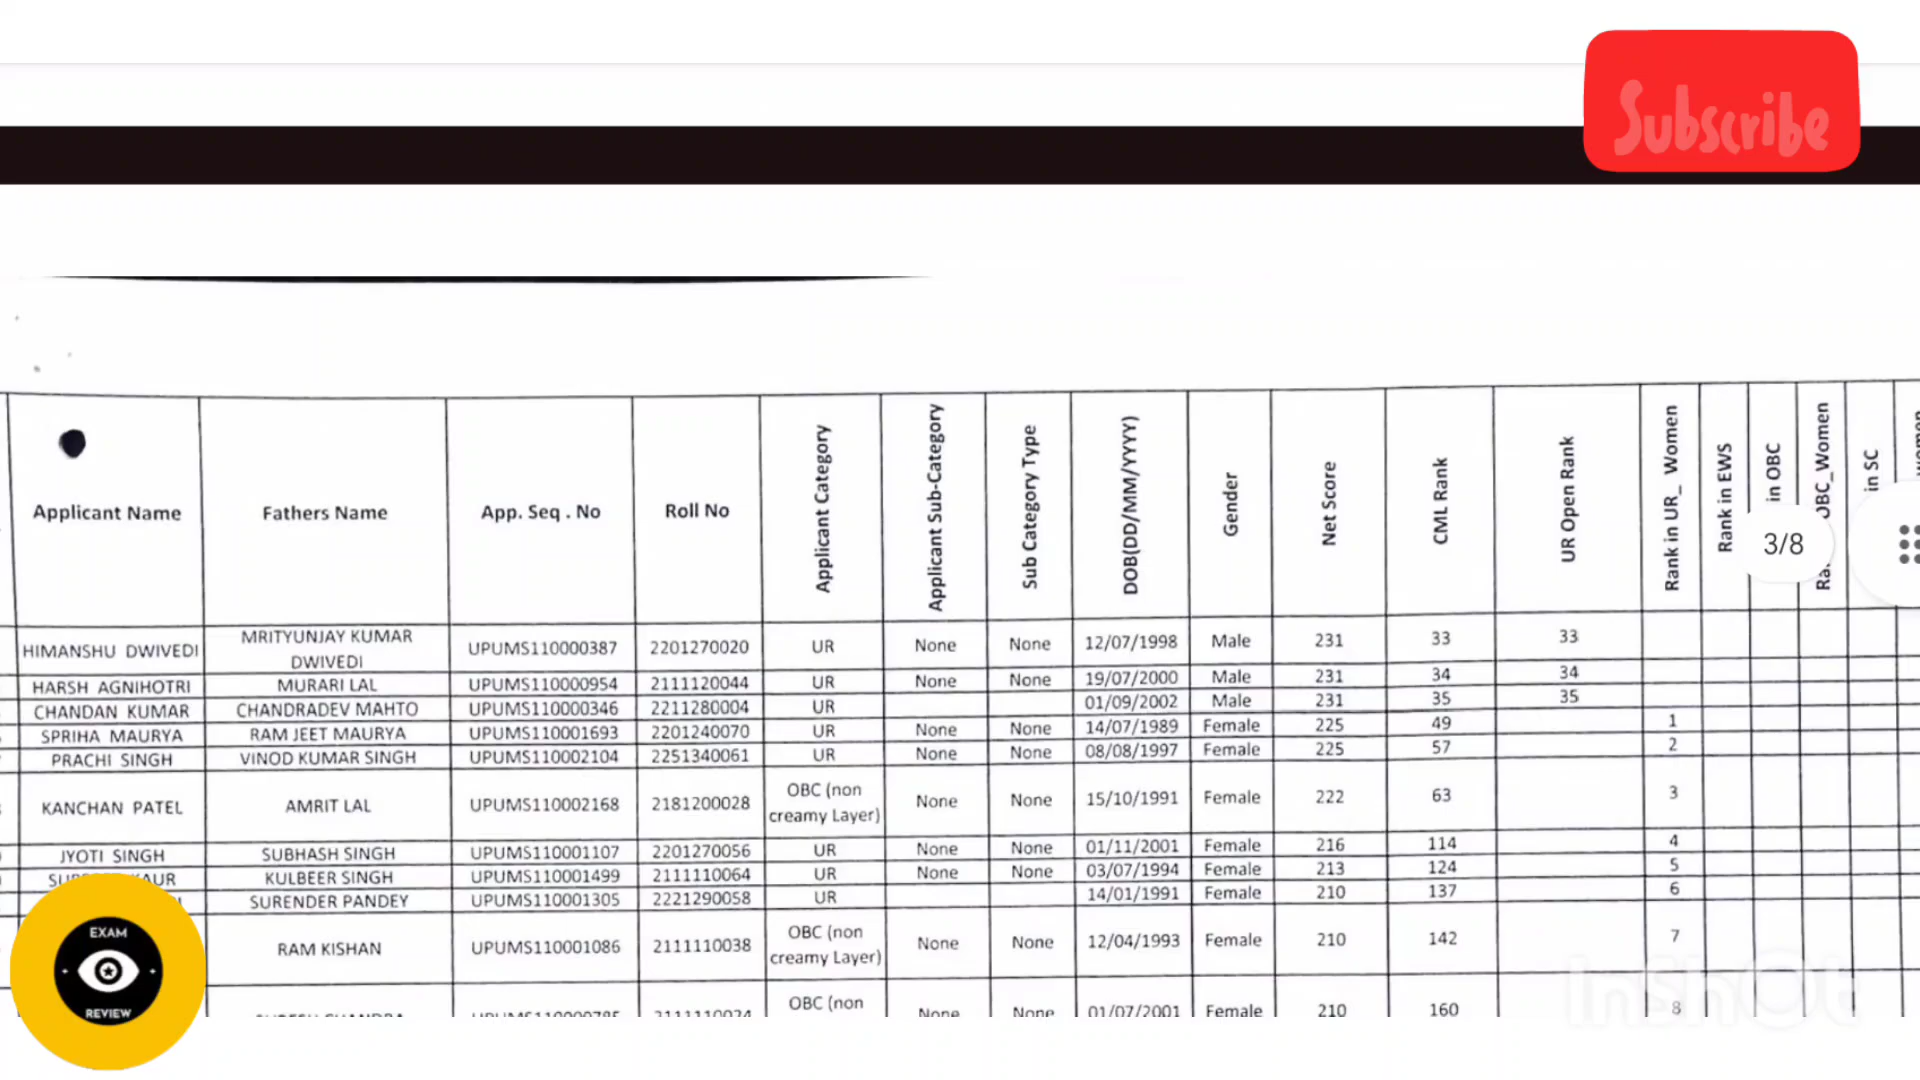 Subscribe
Applicant Name Fathers Name App. Seq . No Roll No Applicant Category Applicant Sub-Category Sub Category Type DOB(DD/MM/YYYY) Gender Net Score CML Rank UR Open Rank Rank in UR_ Women Rank in EWS in OBC OBC_Women in SC women
3/8
HIMANSHU DWIVEDI MRITYUNJAY KUMAR DWIVEDI UPUMS110000387 2201270020 UR None None 12/07/1998 Male 231 33 33
HARSH AGNIHOTRI MURARI LAL UPUMS110000954 2111120044 UR None None 19/07/2000 Male 231 34 34
CHANDAN KUMAR CHANDRADEV MAHTO UPUMS110000346 2211280004 UR 01/09/2002 Male 231 35 35
SPRIHA MAURYA RAM JEET MAURYA UPUMS110001693 2201240070 UR None None 14/07/1989 Female 225 49 1
PRACHI SINGH VINOD KUMAR SINGH UPUMS110002104 2251340061 UR None None 08/08/1997 Female 225 57 2
KANCHAN PATEL AMRIT LAL UPUMS110002168 2181200028 OBC (non creamy Layer) None None 15/10/1991 Female 222 63 3
JYOTI SINGH SUBHASH SINGH UPUMS110001107 2201270056 UR None None 01/11/2001 Female 216 114 4
KAUR KULBEER SINGH UPUMS110001499 2111110064 UR None None 03/07/1994 Female 213 124 5
SURENDER PANDEY UPUMS110001305 2221290058 UR 14/01/1991 Female 210 137 6
RAM KISHAN UPUMS110001086 2111110038 OBC (non creamy Layer) None None 12/04/1993 Female 210 142 7
OBC (non None None 01/07/2001 Female 210 160 8
EXAM
REVIEW
InShOt